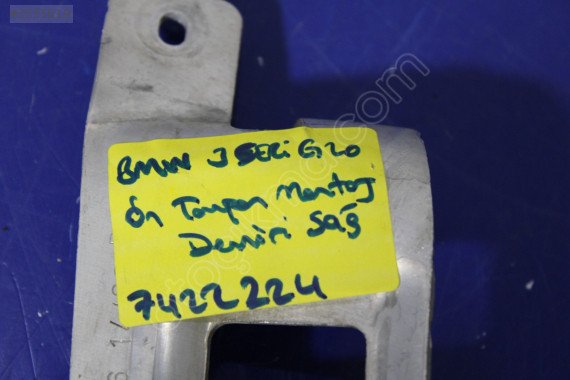 BMW 3 SERİ G20
Ön Tampon Montaj
Demiri Sağ
7422224